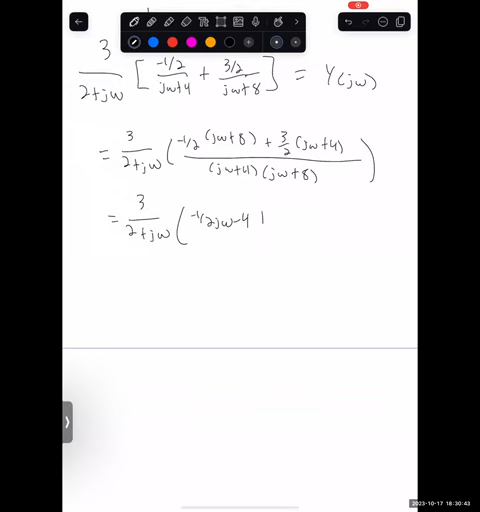 3/(2+jω) [ (-1/2)/(jω+4) + (3/2)/(jω+8) ] = Y(jω)
= 3/(2+jω) ( (-1/2 (jω+8) + 3/2 (jω+4))/((jω+4)(jω+8)) )
= 3/(2+jω) ( -1/2jω-4 |
2023-10-17 18:30:43